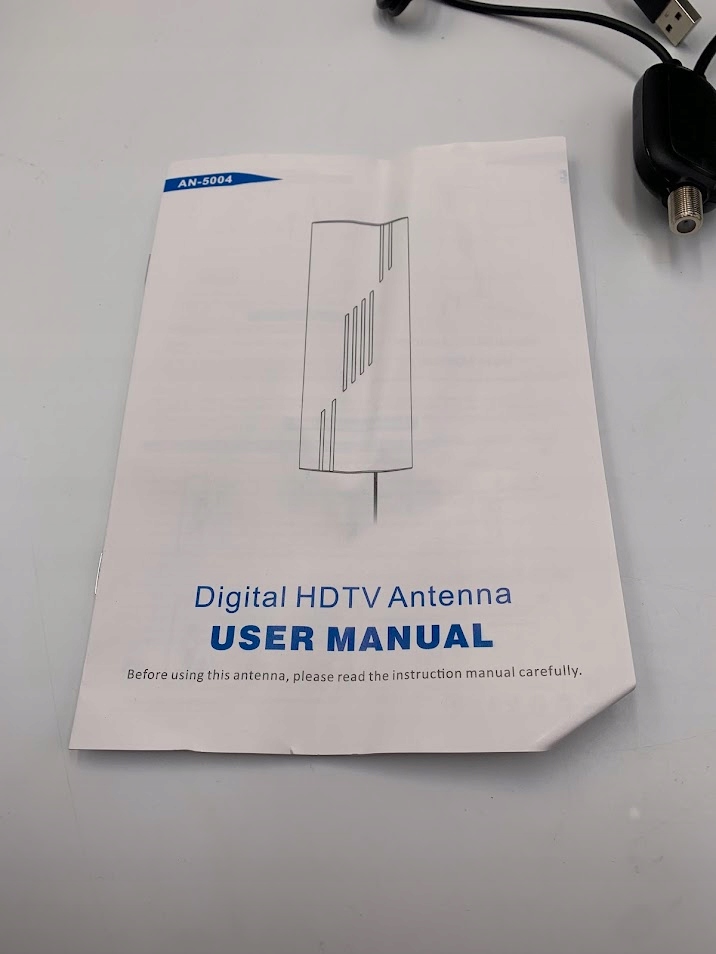 AN-5004
Digital HDTV Antenna
USER MANUAL
Before using this antenna, please read the instruction manual carefully.